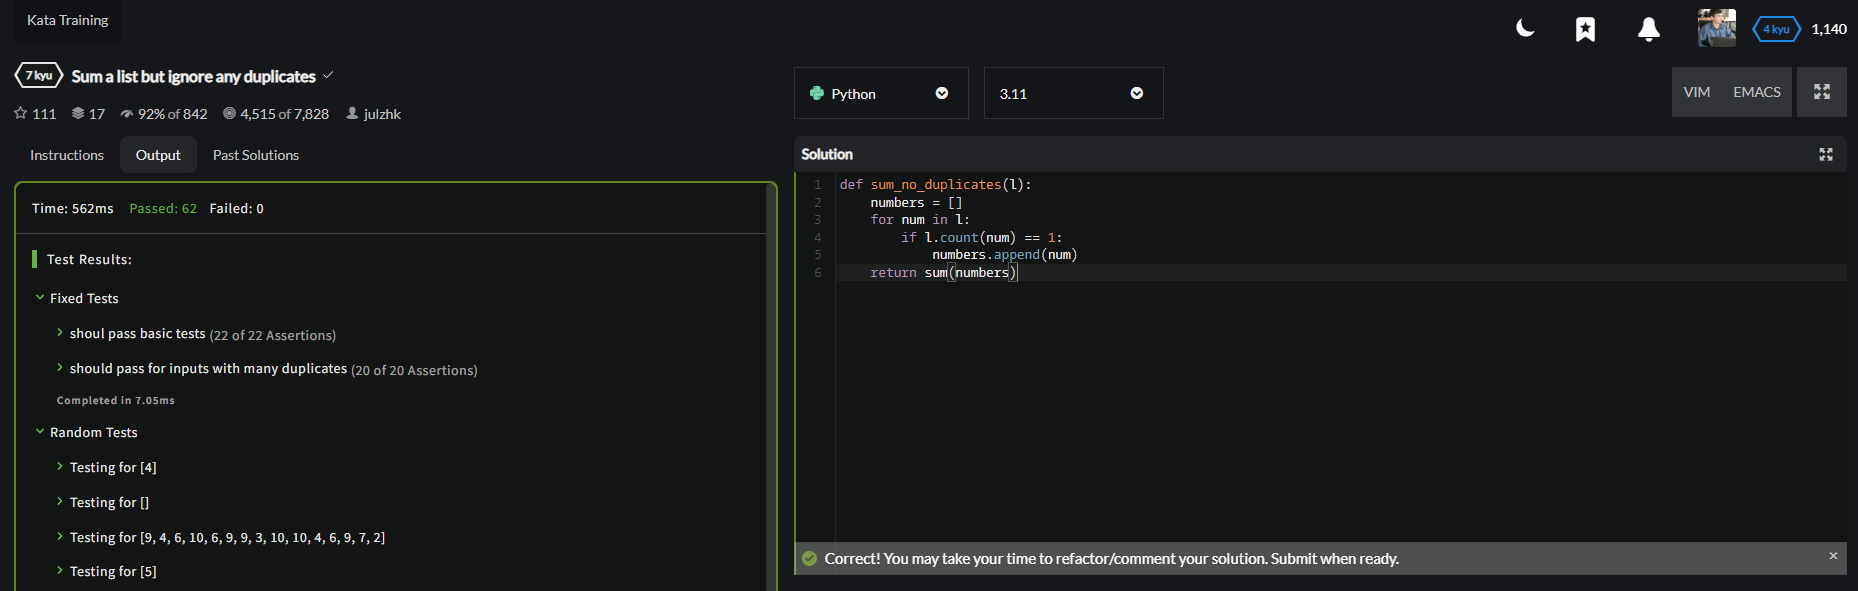 Kata Training
4 kyu 1,140
7 kyu Sum a list but ignore any duplicates
111 17 92% of 842 4,515 of 7,828 julzhk
Instructions Output Past Solutions
Time: 562ms Passed: 62 Failed: 0
Test Results:
Fixed Tests
shoul pass basic tests (22 of 22 Assertions)
should pass for inputs with many duplicates (20 of 20 Assertions)
Completed in 7.05ms
Random Tests
Testing for [4]
Testing for []
Testing for [9, 4, 6, 10, 6, 9, 9, 3, 10, 10, 4, 6, 9, 7, 2]
Testing for [5]
Python 3.11 VIM EMACS
Solution
1 def sum_no_duplicates(l):
2     numbers = []
3     for num in l:
4         if l.count(num) == 1:
5             numbers.append(num)
6     return sum(numbers)
Correct! You may take your time to refactor/comment your solution. Submit when ready.